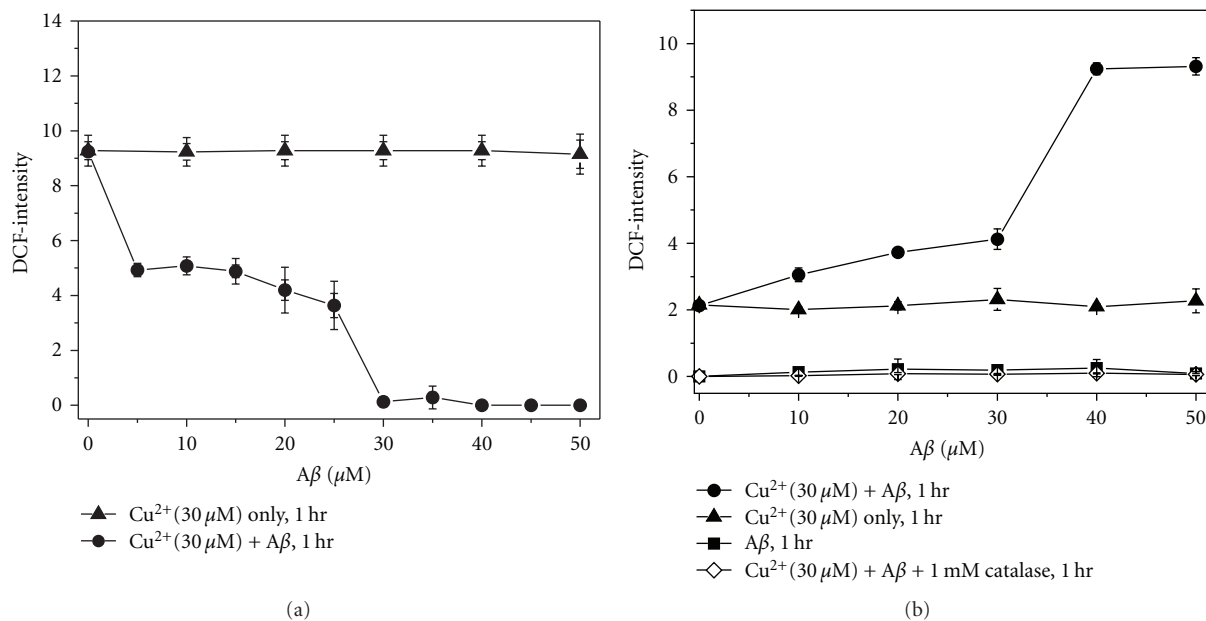 14
12
10
8
6
4
2
0
DCF-intensity
0 10 20 30 40 50
Aβ (μM)
Cu²⁺(30 μM) only, 1 hr
Cu²⁺(30 μM) + Aβ, 1 hr
(a)
10
8
6
4
2
0
DCF-intensity
0 10 20 30 40 50
Aβ (μM)
Cu²⁺(30 μM) + Aβ, 1 hr
Cu²⁺(30 μM) only, 1 hr
Aβ, 1 hr
Cu²⁺(30 μM) + Aβ + 1 mM catalase, 1 hr
(b)